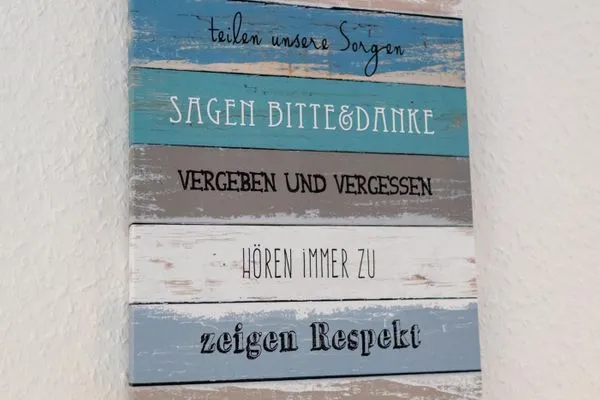 teilen unsere Sorgen
SAGEN BITTE&DANKE
VERGEBEN UND VERGESSEN
HÖREN iMMER ZU
zeigen Respekt